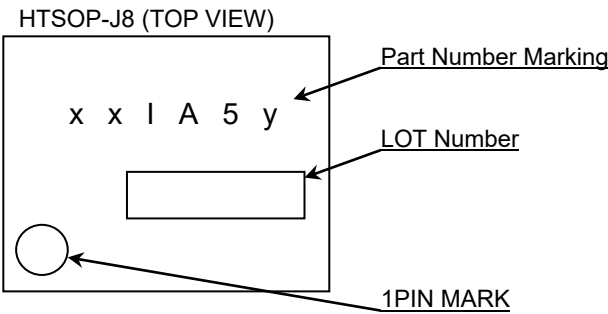 HTSOP-J8 (TOP VIEW)
Part Number Marking
x x I A 5 y
LOT Number
1PIN MARK